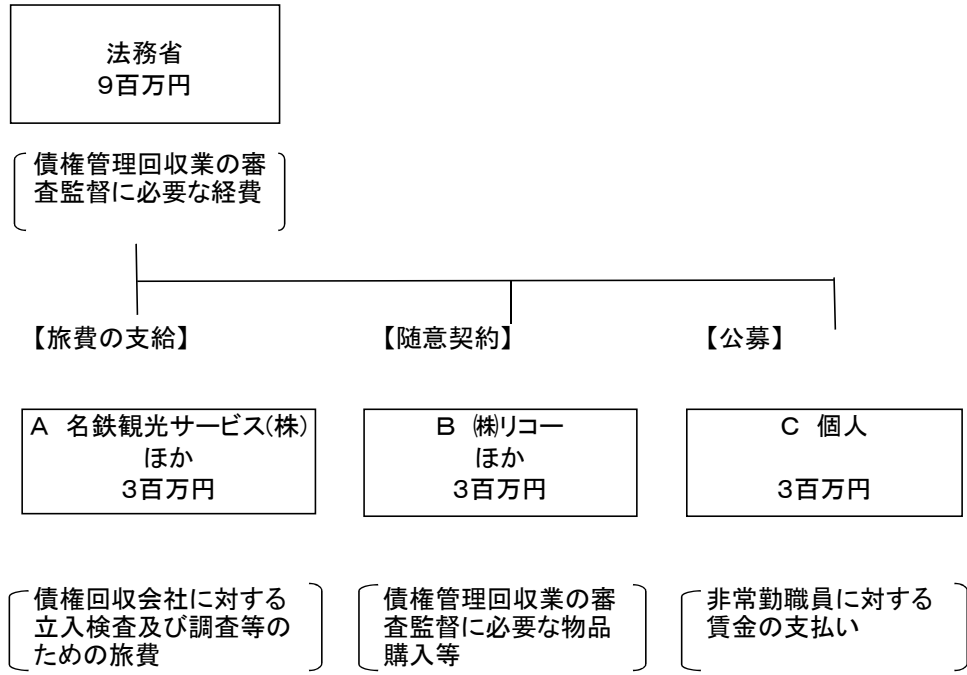 法務省
9百万円
債権管理回収業の審
査監督に必要な経費
【旅費の支給】
【随意契約】
【公募】
A 名鉄観光サービス(株)
ほか
3百万円
B ㈱リコー
ほか
3百万円
C 個人
3百万円
債権回収会社に対する
立入検査及び調査等の
ための旅費
債権管理回収業の審
査監督に必要な物品
購入等
非常勤職員に対する
賃金の支払い